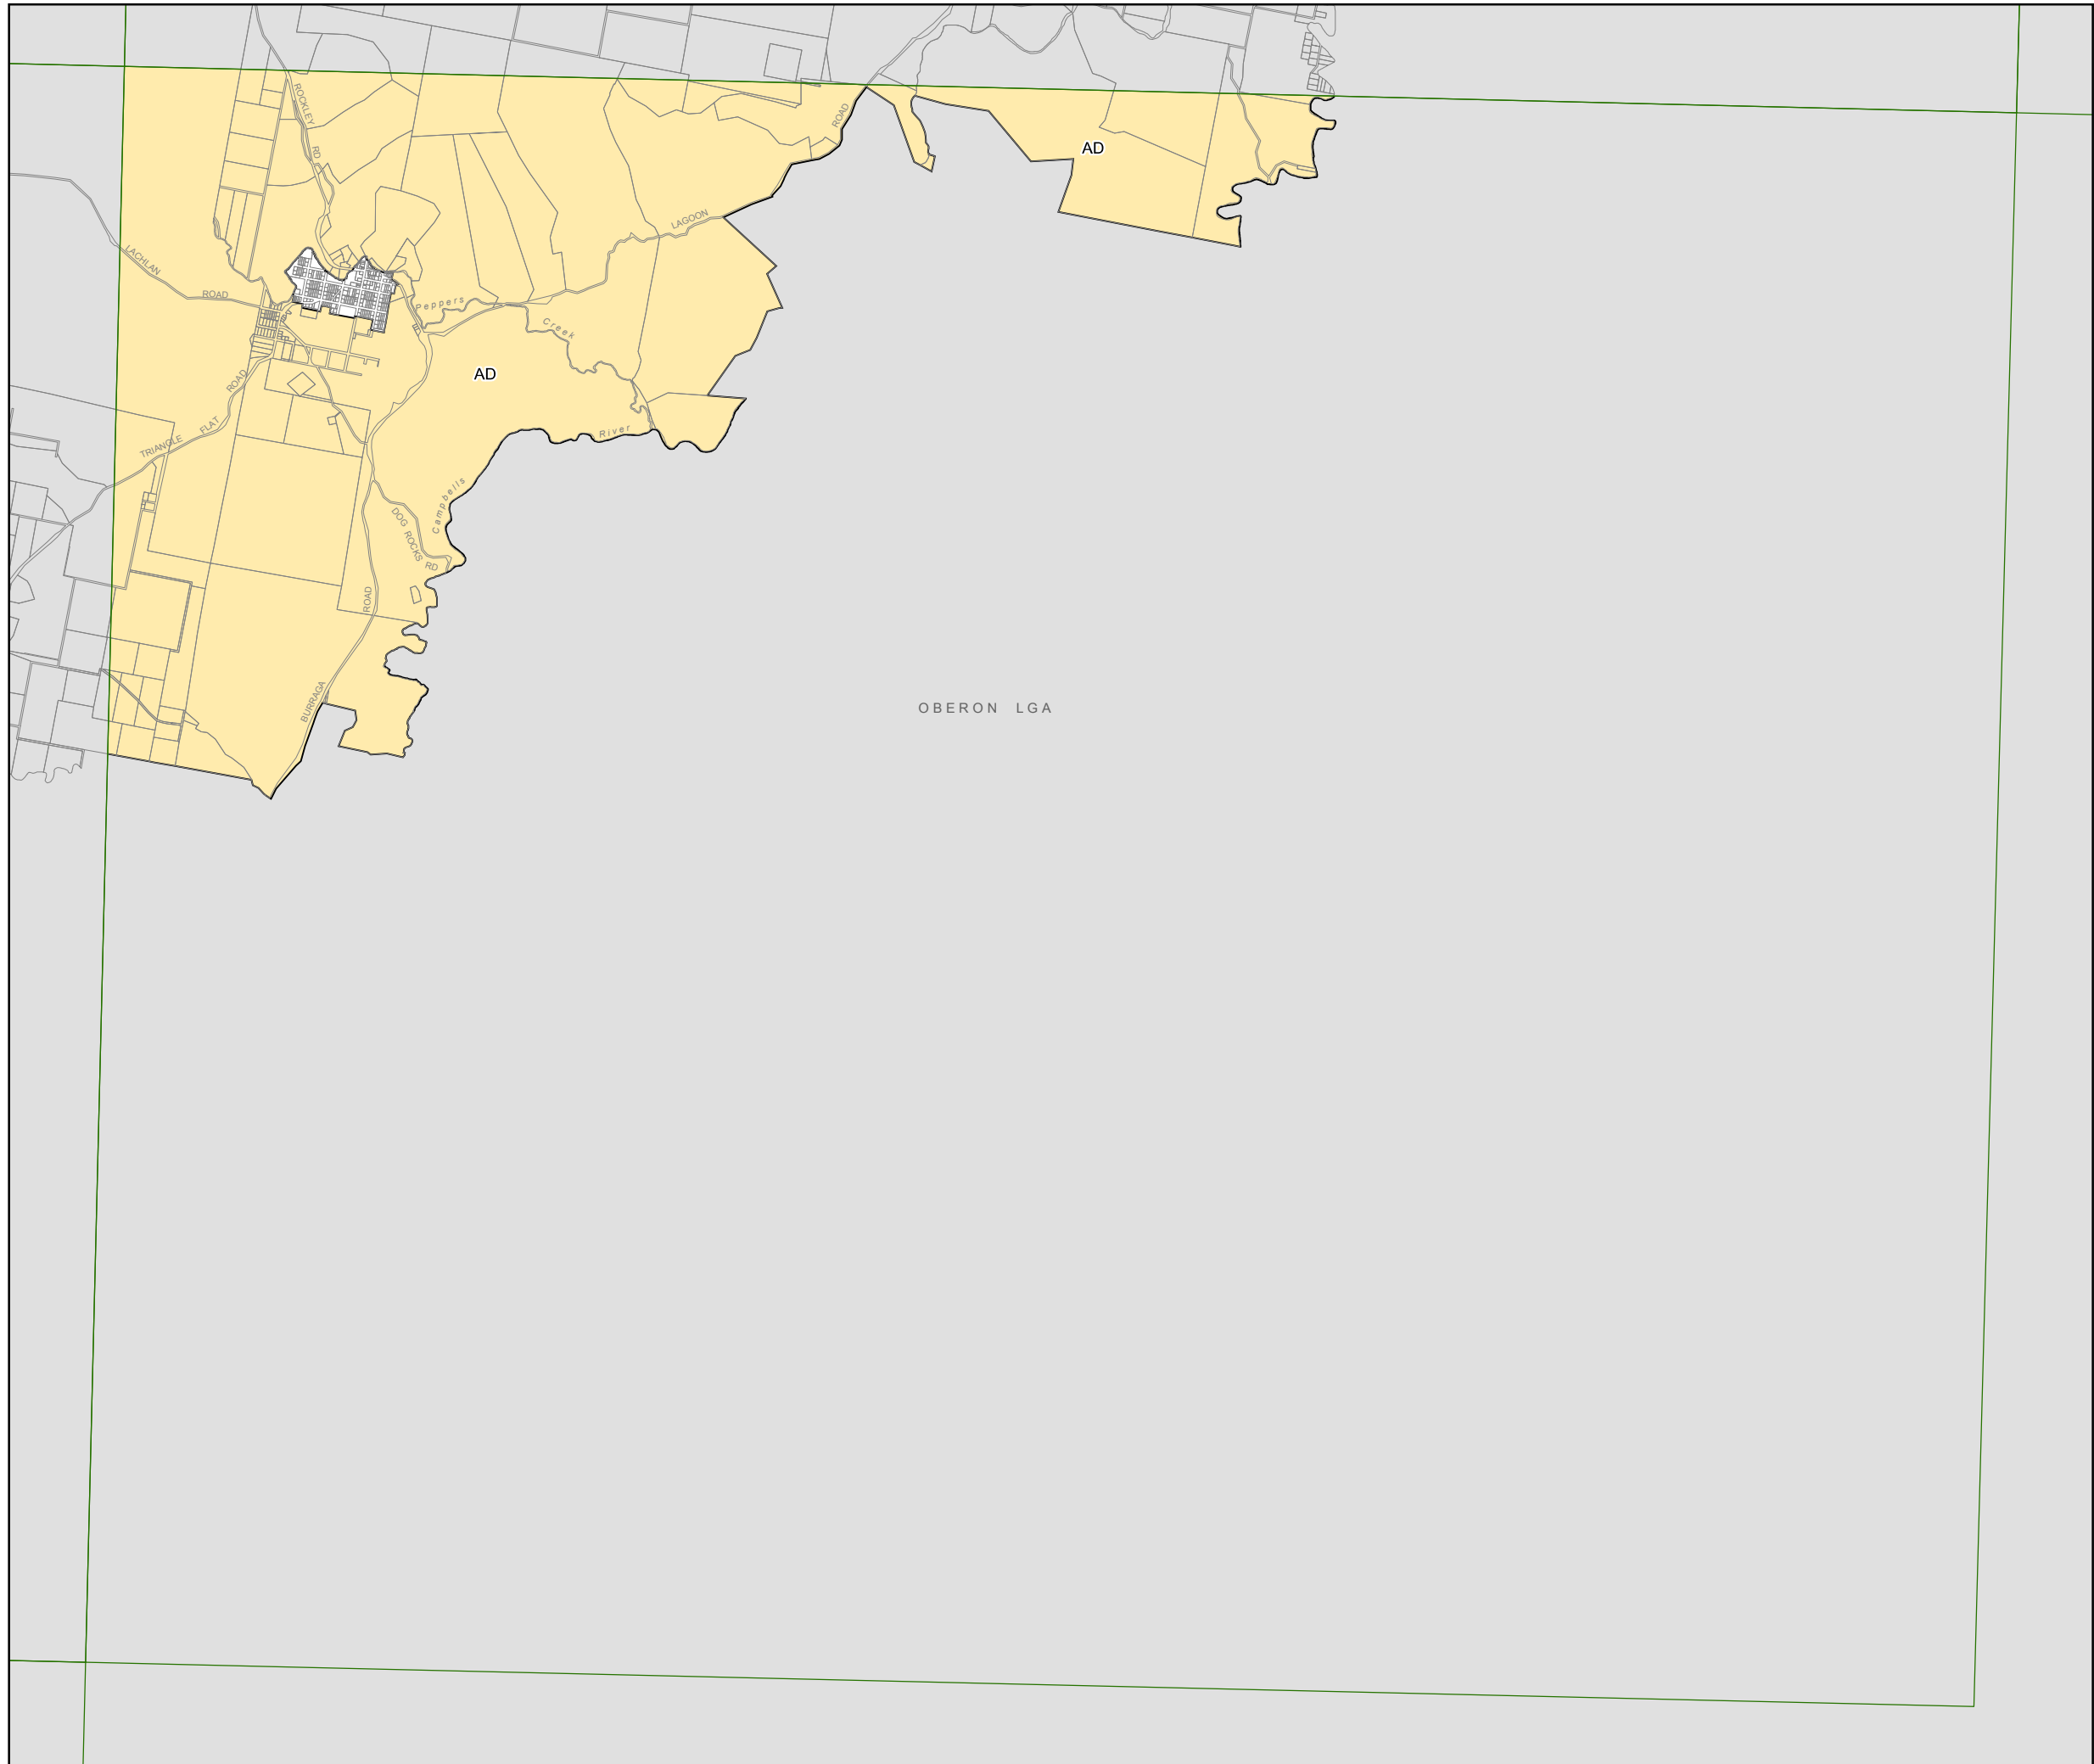 ROCKLEY RD
ROAD
AD
LAGOON
LACHLAN
ROAD
Peppers
Creek
AD
ROAD
FLAT
TRIANGLE
River
Campbells
DOG ROCKS RD
ROAD
BURRAGA
OBERON LGA